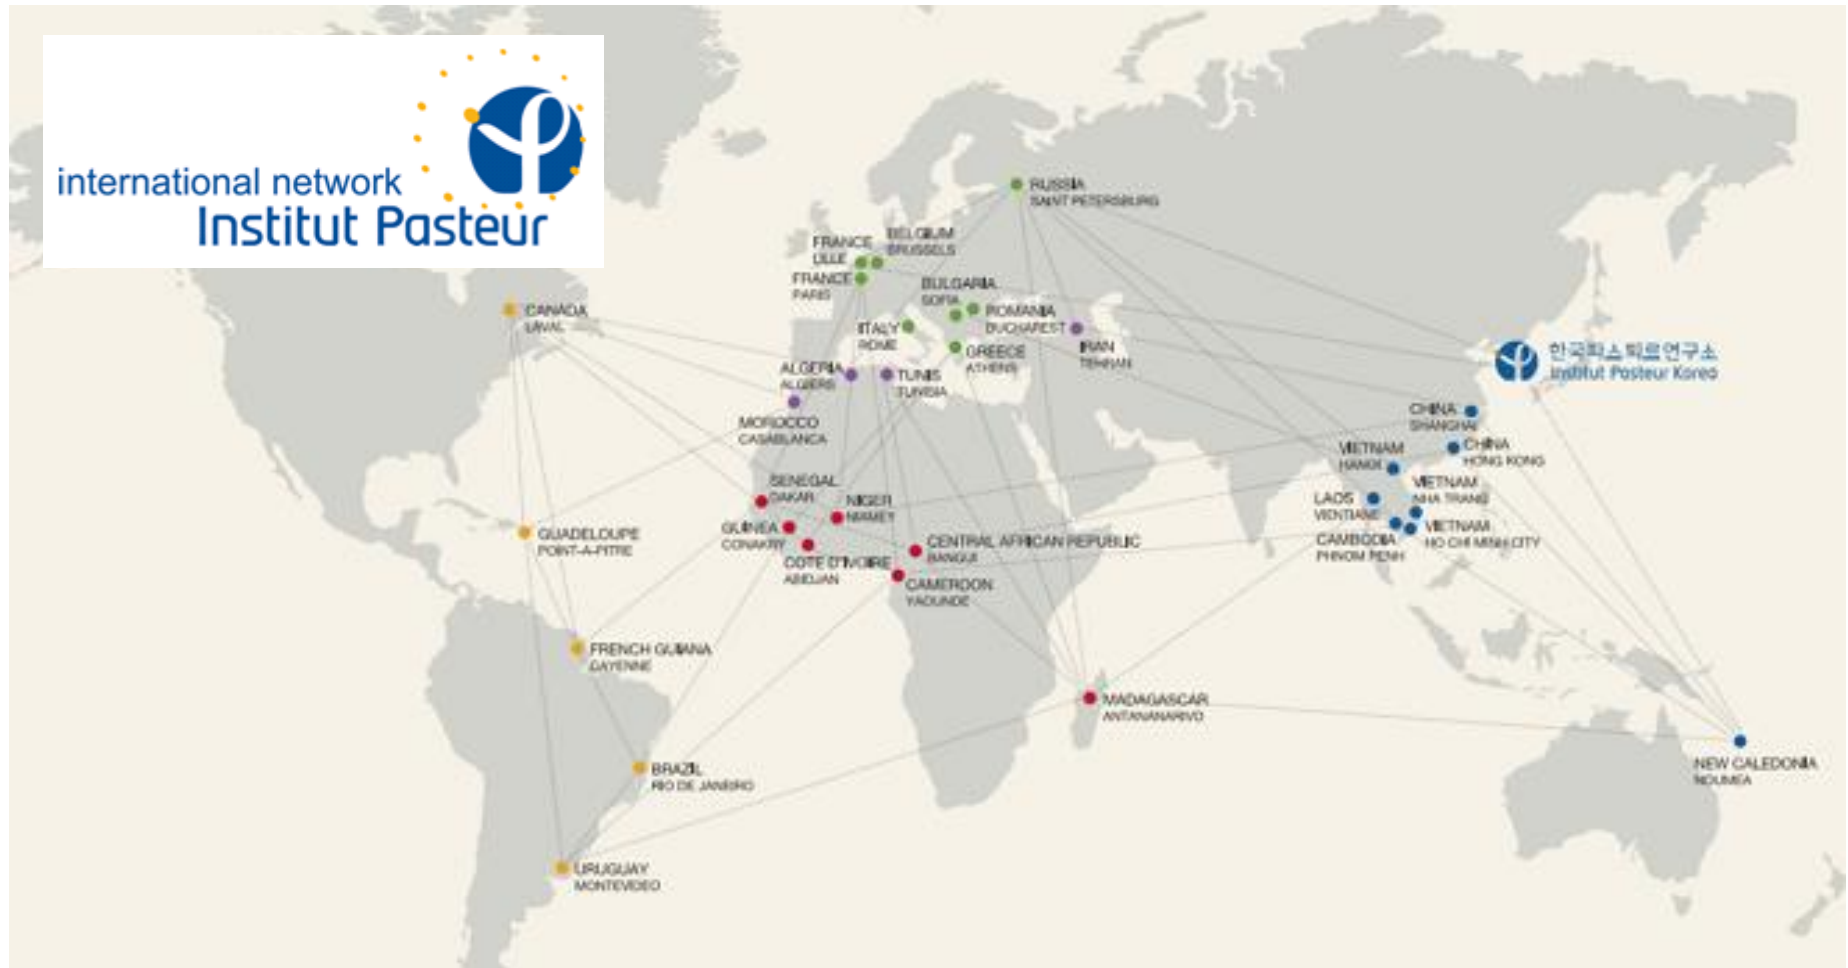 international network
Institut Pasteur
RUSSIA
SAINT PETERSBURG
BELGIUM
BRUSSELS
FRANCE
LILLE
FRANCE
PARIS
BULGARIA
SOFIA
ROMANIA
BUCHAREST
ITALY
ROME
GREECE
ATHENS
IRAN
TEHRAN
CANADA
LAVAL
한국파스퇴르연구소
Institut Pasteur Korea
ALGERIA
ALGIERS
TUNIS
TUNISIA
MOROCCO
CASABLANCA
CHINA
SHANGHAI
CHINA
HONG KONG
VIETNAM
HANOI
VIETNAM
NHA TRANG
LAOS
VIENTIANE
VIETNAM
HO CHI MINH CITY
CAMBODIA
PHNOM PENH
SENEGAL
DAKAR
NIGER
NIAMEY
GUINEA
CONAKRY
COTE D'IVOIRE
ABIDJAN
CENTRAL AFRICAN REPUBLIC
BANGUI
CAMEROON
YAOUNDE
GUADELOUPE
POINT-A-PITRE
FRENCH GUIANA
CAYENNE
MADAGASCAR
ANTANANARIVO
BRAZIL
RIO DE JANEIRO
NEW CALEDONIA
NOUMEA
URUGUAY
MONTEVIDEO